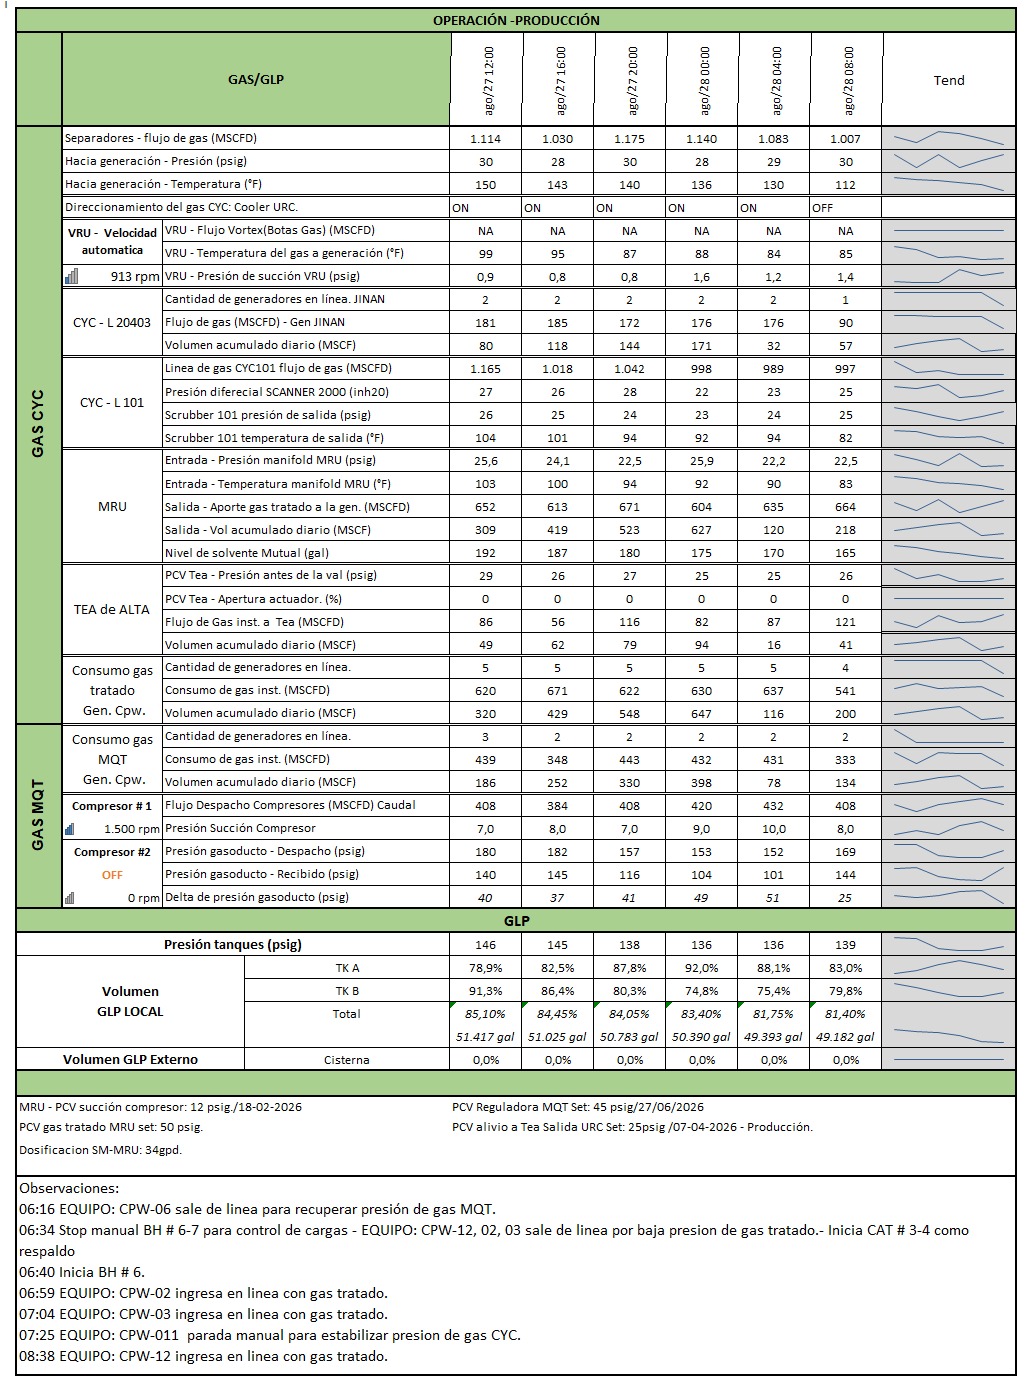 OPERACIÓN -PRODUCCIÓN
GAS/GLP ago/27 12:00 ago/27 16:00 ago/27 20:00 ago/28 00:00 ago/28 04:00 ago/28 08:00 Tend
GAS CYC
Separadores - flujo de gas (MSCFD) 1.114 1.030 1.175 1.140 1.083 1.007
Hacia generación - Presión (psig) 30 28 30 28 29 30
Hacia generación - Temperatura (°F) 150 143 140 136 130 112
Direccionamiento del gas CYC: Cooler URC. ON ON ON ON ON OFF
VRU - Velocidad automatica
VRU - Flujo Vortex(Botas Gas) (MSCFD) NA NA NA NA NA NA
VRU - Temperatura del gas a generación (°F) 99 95 87 88 84 85
913 rpm VRU - Presión de succión VRU (psig) 0,9 0,8 0,8 1,6 1,2 1,4
CYC - L 20403
Cantidad de generadores en línea. JINAN 2 2 2 2 2 1
Flujo de gas (MSCFD) - Gen JINAN 181 185 172 176 176 90
Volumen acumulado diario (MSCF) 80 118 144 171 32 57
CYC - L 101
Linea de gas CYC101 flujo de gas (MSCFD) 1.165 1.018 1.042 998 989 997
Presión diferecial SCANNER 2000 (inh20) 27 26 28 22 23 25
Scrubber 101 presión de salida (psig) 26 25 24 23 24 25
Scrubber 101 temperatura de salida (°F) 104 101 94 92 94 82
MRU
Entrada - Presión manifold MRU (psig) 25,6 24,1 22,5 25,9 22,2 22,5
Entrada - Temperatura manifold MRU (°F) 103 100 94 92 90 83
Salida - Aporte gas tratado a la gen. (MSCFD) 652 613 671 604 635 664
Salida - Vol acumulado diario (MSCF) 309 419 523 627 120 218
Nivel de solvente Mutual (gal) 192 187 180 175 170 165
TEA de ALTA
PCV Tea - Presión antes de la val (psig) 29 26 27 25 25 26
PCV Tea - Apertura actuador. (%) 0 0 0 0 0 0
Flujo de Gas inst. a Tea (MSCFD) 86 56 116 82 87 121
Volumen acumulado diario (MSCF) 49 62 79 94 16 41
Consumo gas tratado Gen. Cpw.
Cantidad de generadores en línea. 5 5 5 5 5 4
Consumo de gas inst. (MSCFD) 620 671 622 630 637 541
Volumen acumulado diario (MSCF) 320 429 548 647 116 200
GAS MQT
Consumo gas MQT Gen. Cpw.
Cantidad de generadores en línea. 3 2 2 2 2 2
Consumo de gas inst. (MSCFD) 439 348 443 432 431 333
Volumen acumulado diario (MSCF) 186 252 330 398 78 134
Compresor # 1 Flujo Despacho Compresores (MSCFD) Caudal 408 384 408 420 432 408
1.500 rpm Presión Succión Compresor 7,0 8,0 7,0 9,0 10,0 8,0
Compresor #2 Presión gasoducto - Despacho (psig) 180 182 157 153 152 169
OFF Presión gasoducto - Recibido (psig) 140 145 116 104 101 144
0 rpm Delta de presión gasoducto (psig) 40 37 41 49 51 25
GLP
Presión tanques (psig) 146 145 138 136 136 139
Volumen GLP LOCAL
TK A 78,9% 82,5% 87,8% 92,0% 88,1% 83,0%
TK B 91,3% 86,4% 80,3% 74,8% 75,4% 79,8%
Total 85,10% 84,45% 84,05% 83,40% 81,75% 81,40%
51.417 gal 51.025 gal 50.783 gal 50.390 gal 49.393 gal 49.182 gal
Volumen GLP Externo Cisterna 0,0% 0,0% 0,0% 0,0% 0,0% 0,0%
MRU - PCV succión compresor: 12 psig./18-02-2026 PCV Reguladora MQT Set: 45 psig/27/06/2026
PCV gas tratado MRU set: 50 psig. PCV alivio a Tea Salida URC Set: 25psig /07-04-2026 - Producción.
Dosificacion SM-MRU: 34gpd.
Observaciones:
06:16 EQUIPO: CPW-06 sale de linea para recuperar presión de gas MQT.
06:34 Stop manual BH # 6-7 para control de cargas - EQUIPO: CPW-12, 02, 03 sale de linea por baja presion de gas tratado.- Inicia CAT # 3-4 como
respaldo
06:40 Inicia BH # 6.
06:59 EQUIPO: CPW-02 ingresa en linea con gas tratado.
07:04 EQUIPO: CPW-03 ingresa en linea con gas tratado.
07:25 EQUIPO: CPW-011 parada manual para estabilizar presion de gas CYC.
08:38 EQUIPO: CPW-12 ingresa en linea con gas tratado.